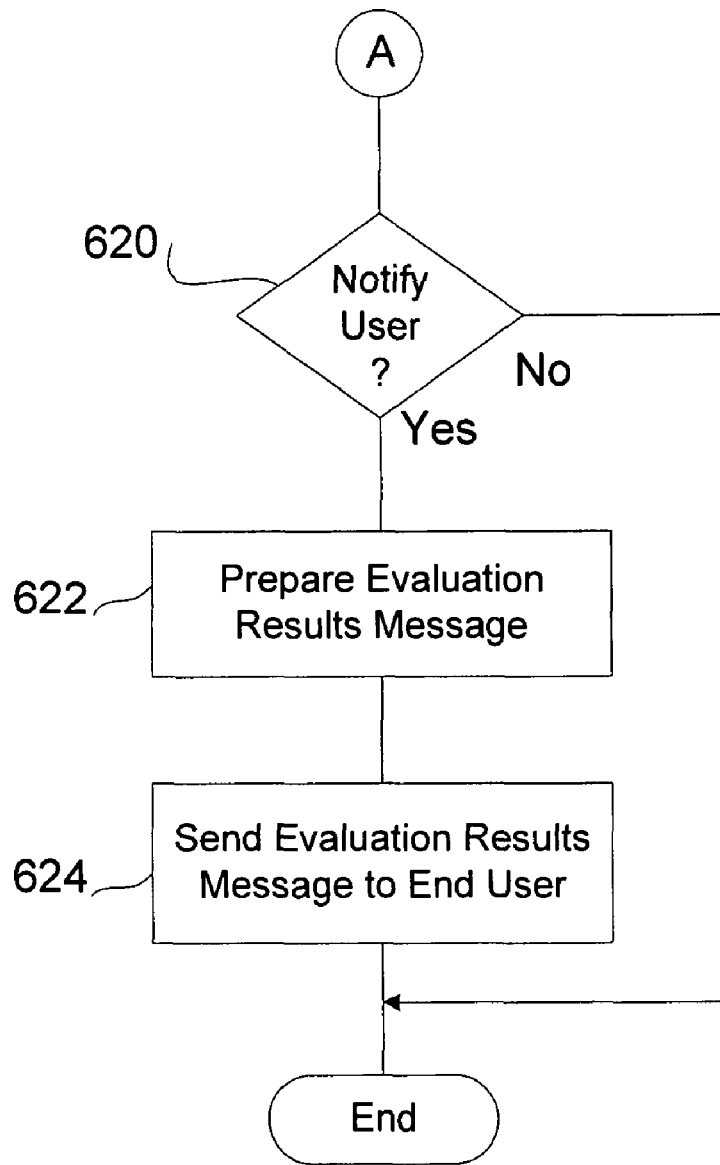 A
620
Notify
User
?
No
Yes
622
Prepare Evaluation
Results Message
624
Send Evaluation Results
Message to End User
End